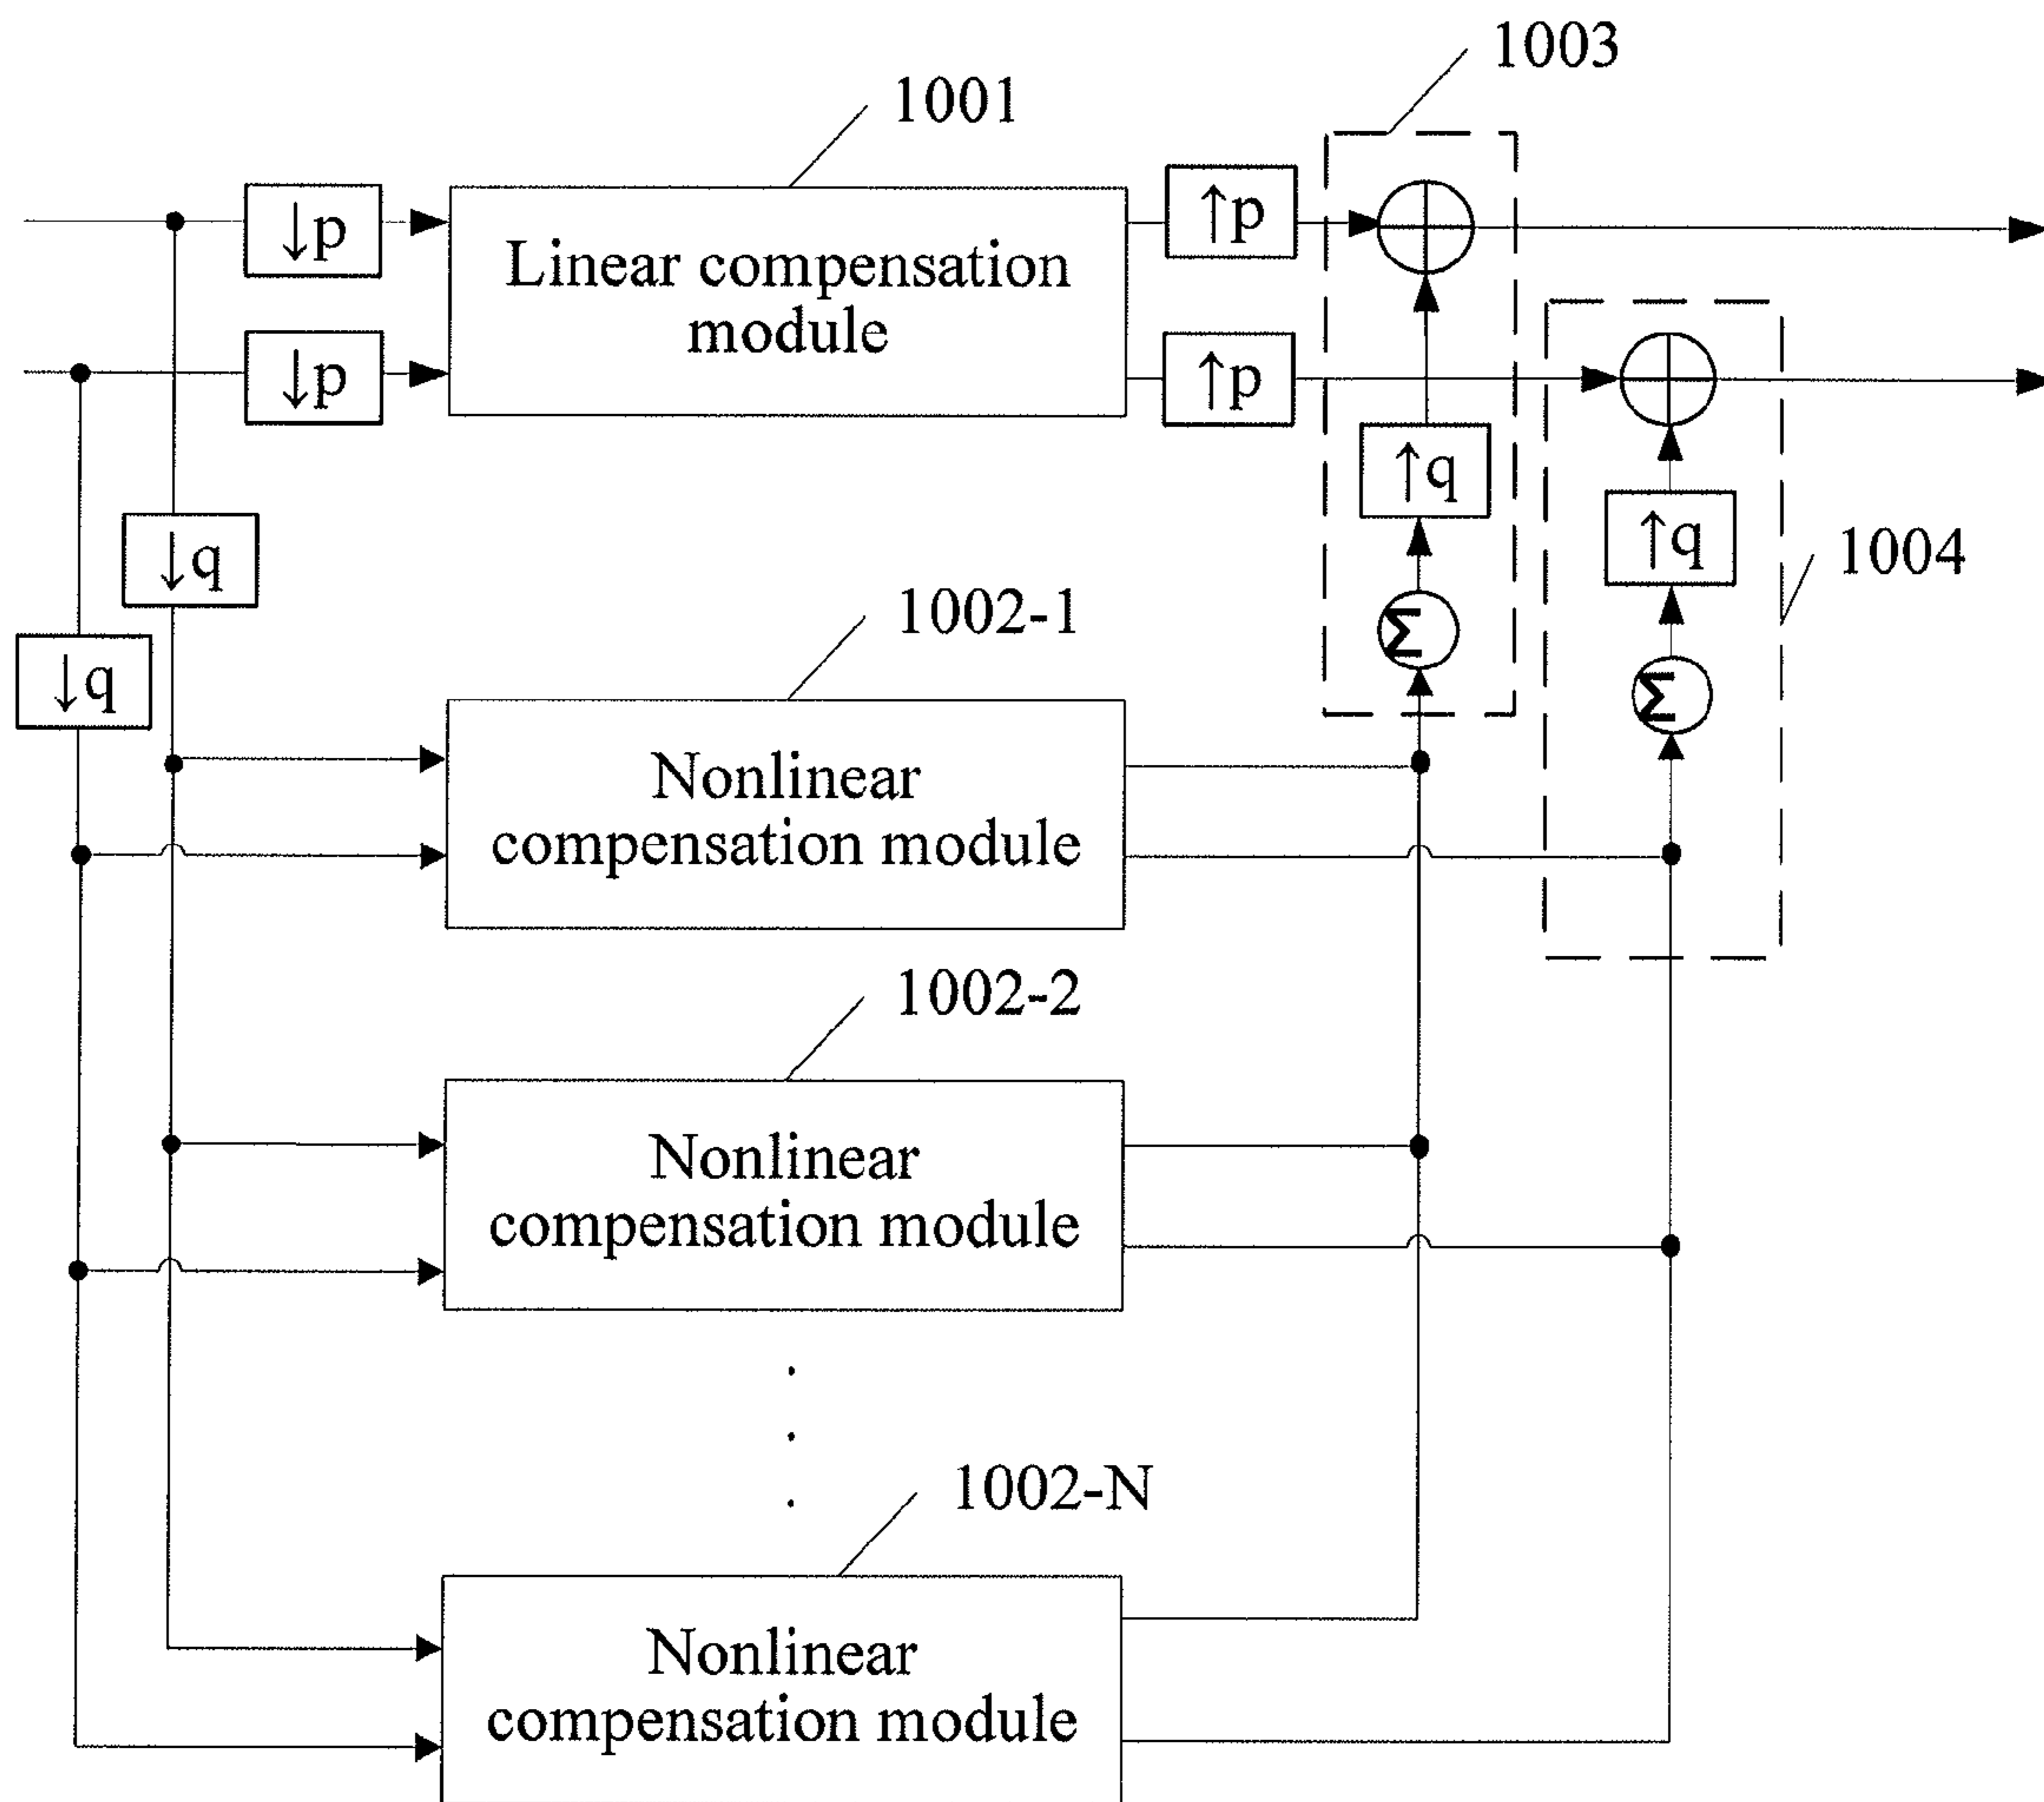 1003
1001
↓p
Linear compensation
module
↑p
↓p
↑p
↑q
↓q
↑q
1004
1002-1
Σ
↓q
Σ
Nonlinear
compensation module
1002-2
Nonlinear
compensation module
1002-N
Nonlinear
compensation module